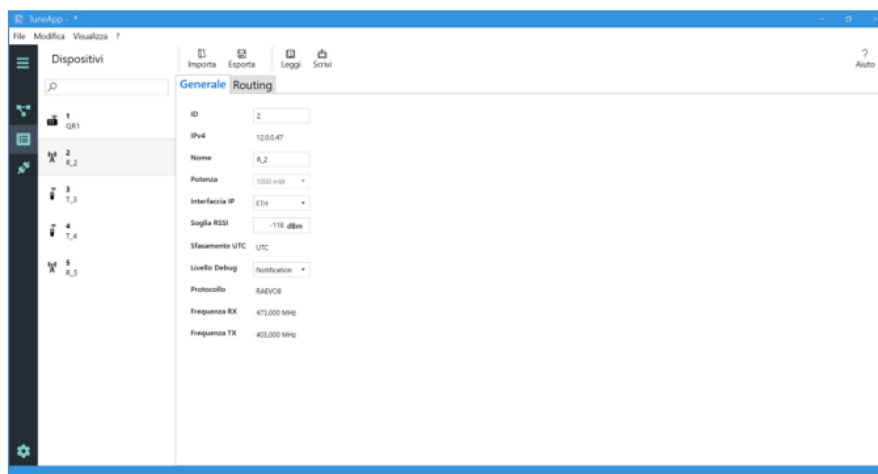 TuneApp - *
File Modifica Visualizza ?
Dispositivi
Importa Esporta Leggi Scrivi
?
Aiuto
1
QR1
2
R_2
3
T_3
4
T_4
5
R_5
Generale Routing
ID 2
IPv4 12.0.0.47
Nome R_2
Potenza 1000 mW
Interfaccia IP ETH
Soglia RSSI -118 dBm
Sfasamento UTC UTC
Livello Debug Notification
Protocollo RAEVO8
Frequenza RX 473,000 MHz
Frequenza TX 403,000 MHz